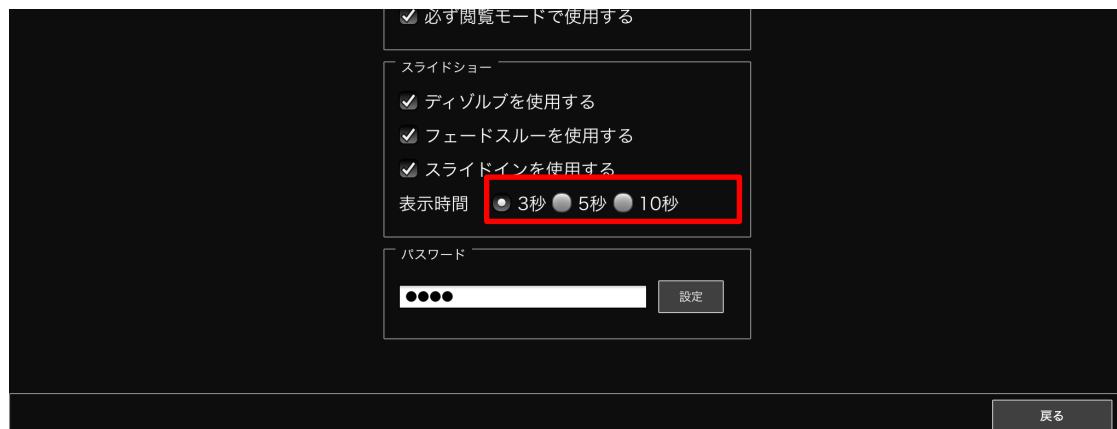 必ず閲覧モードで使用する
スライドショー
ディゾルブを使用する
フェードスルーを使用する
スライドインを使用する
表示時間 3秒 5秒 10秒
パスワード
設定
戻る